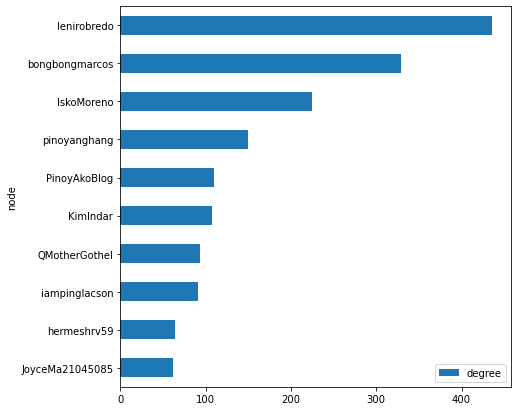 lenirobredo
bongbongmarcos
IskoMoreno
pinoyanghang
PinoyAkoBlog
KimIndar
QMotherGothel
iampinglacson
hermeshrv59
JoyceMa21045085
node
degree
0 100 200 300 400